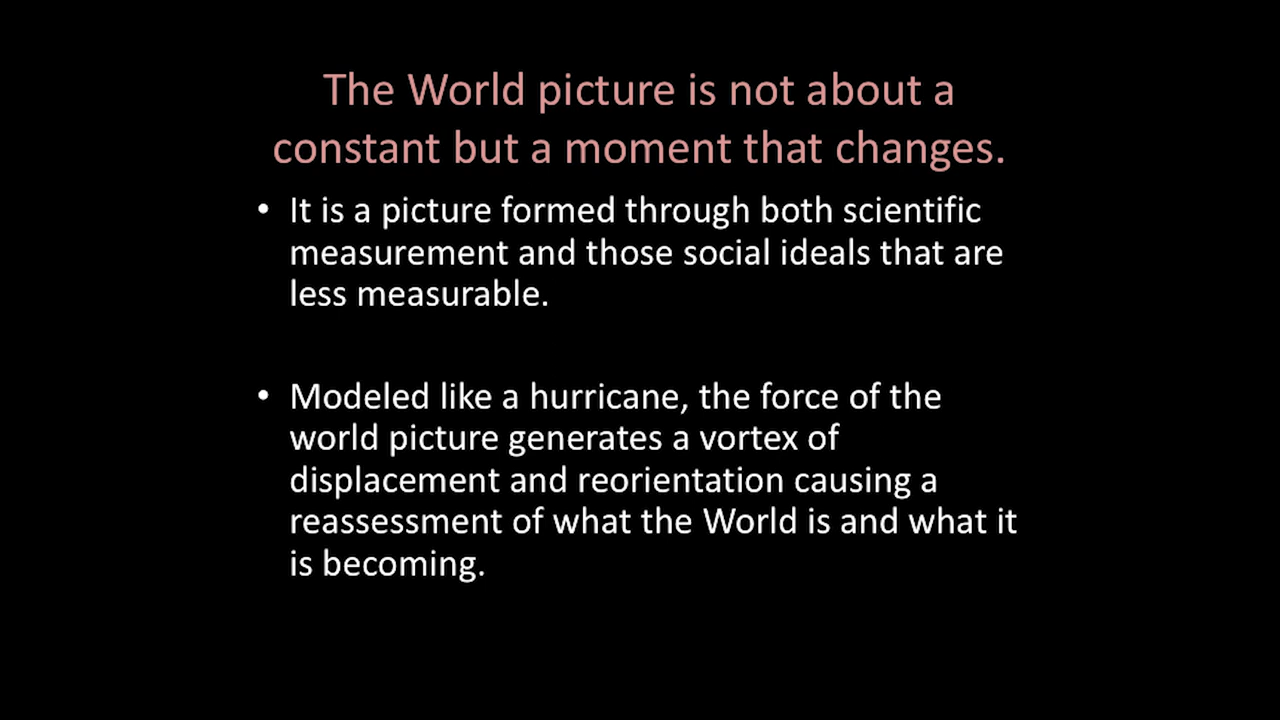 The World picture is not about a
constant but a moment that changes.
• It is a picture formed through both scientific
measurement and those social ideals that are
less measurable.
• Modeled like a hurricane, the force of the
world picture generates a vortex of
displacement and reorientation causing a
reassessment of what the World is and what it
is becoming.